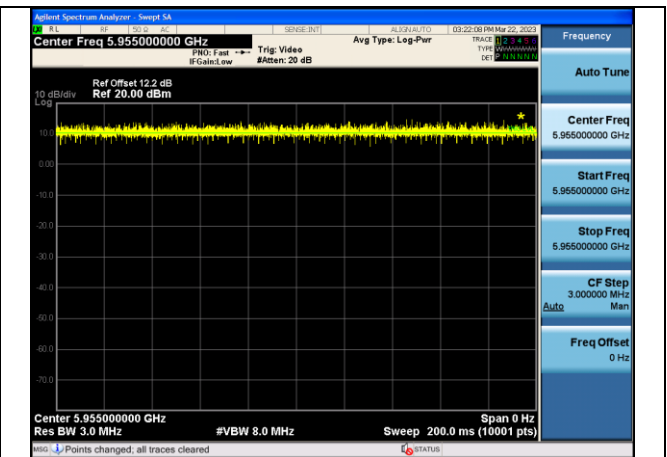 Agilent Spectrum Analyzer - Swept SA
RL RF 50 Ω AC SENSE:INT ALIGN AUTO 03:22:08 PM Mar 22, 2023
Center Freq 5.955000000 GHz
PNO: Fast
IFGain:Low
Trig: Video
#Atten: 20 dB
Avg Type: Log-Pwr
TRACE 1 2 3 4 5 6
TYPE
DET P N N N N N
Ref Offset 12.2 dB
10 dB/div Ref 20.00 dBm
Log
10.0
0.00
-10.0
-20.0
-30.0
-40.0
-50.0
-60.0
-70.0
Center 5.955000000 GHz Span 0 Hz
Res BW 3.0 MHz #VBW 8.0 MHz Sweep 200.0 ms (10001 pts)
MSG Points changed; all traces cleared STATUS
Frequency
Auto Tune
Center Freq
5.955000000 GHz
Start Freq
5.955000000 GHz
Stop Freq
5.955000000 GHz
CF Step
3.000000 MHz
Auto Man
Freq Offset
0 Hz